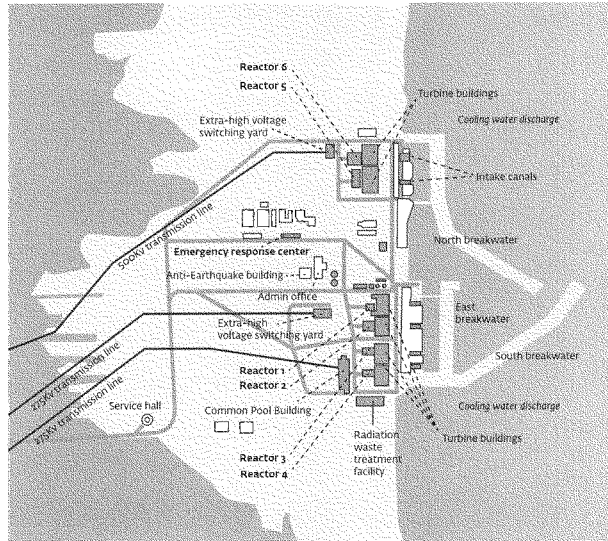 Reactor 6
Reactor 5
Turbine buildings
Extra-high voltage
switching yard
Cooling water discharge
Intake canals
500Kv transmission line
North breakwater
Emergency response center
Anti-Earthquake building
Admin office
Extra-high
voltage switching yard
East
breakwater
South breakwater
275Kv transmission line
275Kv transmission line
Reactor 1
Reactor 2
Service hall
Common Pool Building
Cooling water discharge
Radiation
waste
treatment
facility
Turbine buildings
Reactor 3
Reactor 4